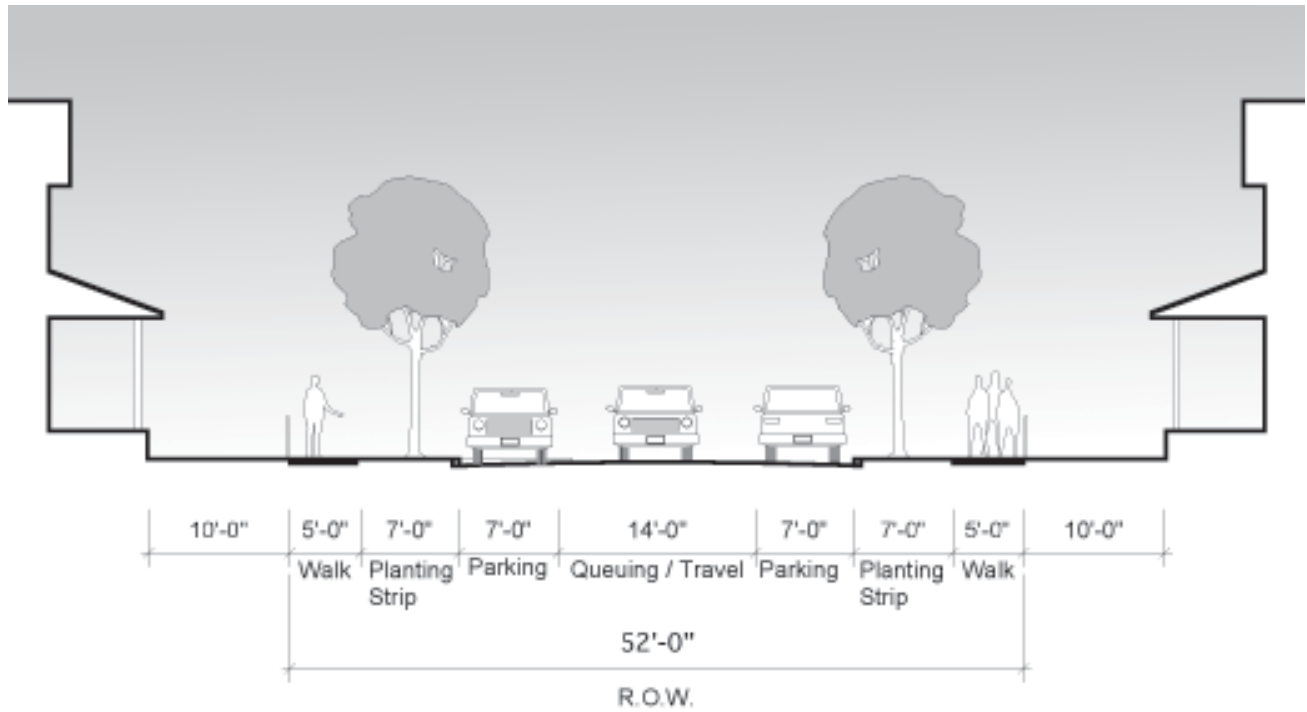 10'-0" 5'-0" 7'-0" 7'-0" 14'-0" 7'-0" 7'-0" 5'-0" 10'-0"
Walk Planting Parking Queuing / Travel Parking Planting Walk
Strip Strip
52'-0"
R.O.W.